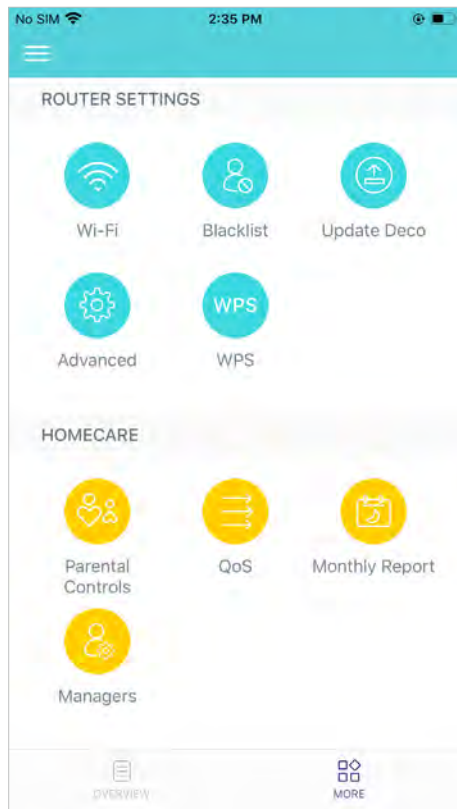 No SIM 2:35 PM
ROUTER SETTINGS
Wi-Fi Blacklist Update Deco
WPS
Advanced WPS
HOMECARE
Parental Controls QoS Monthly Report
Managers
OVERVIEW MORE